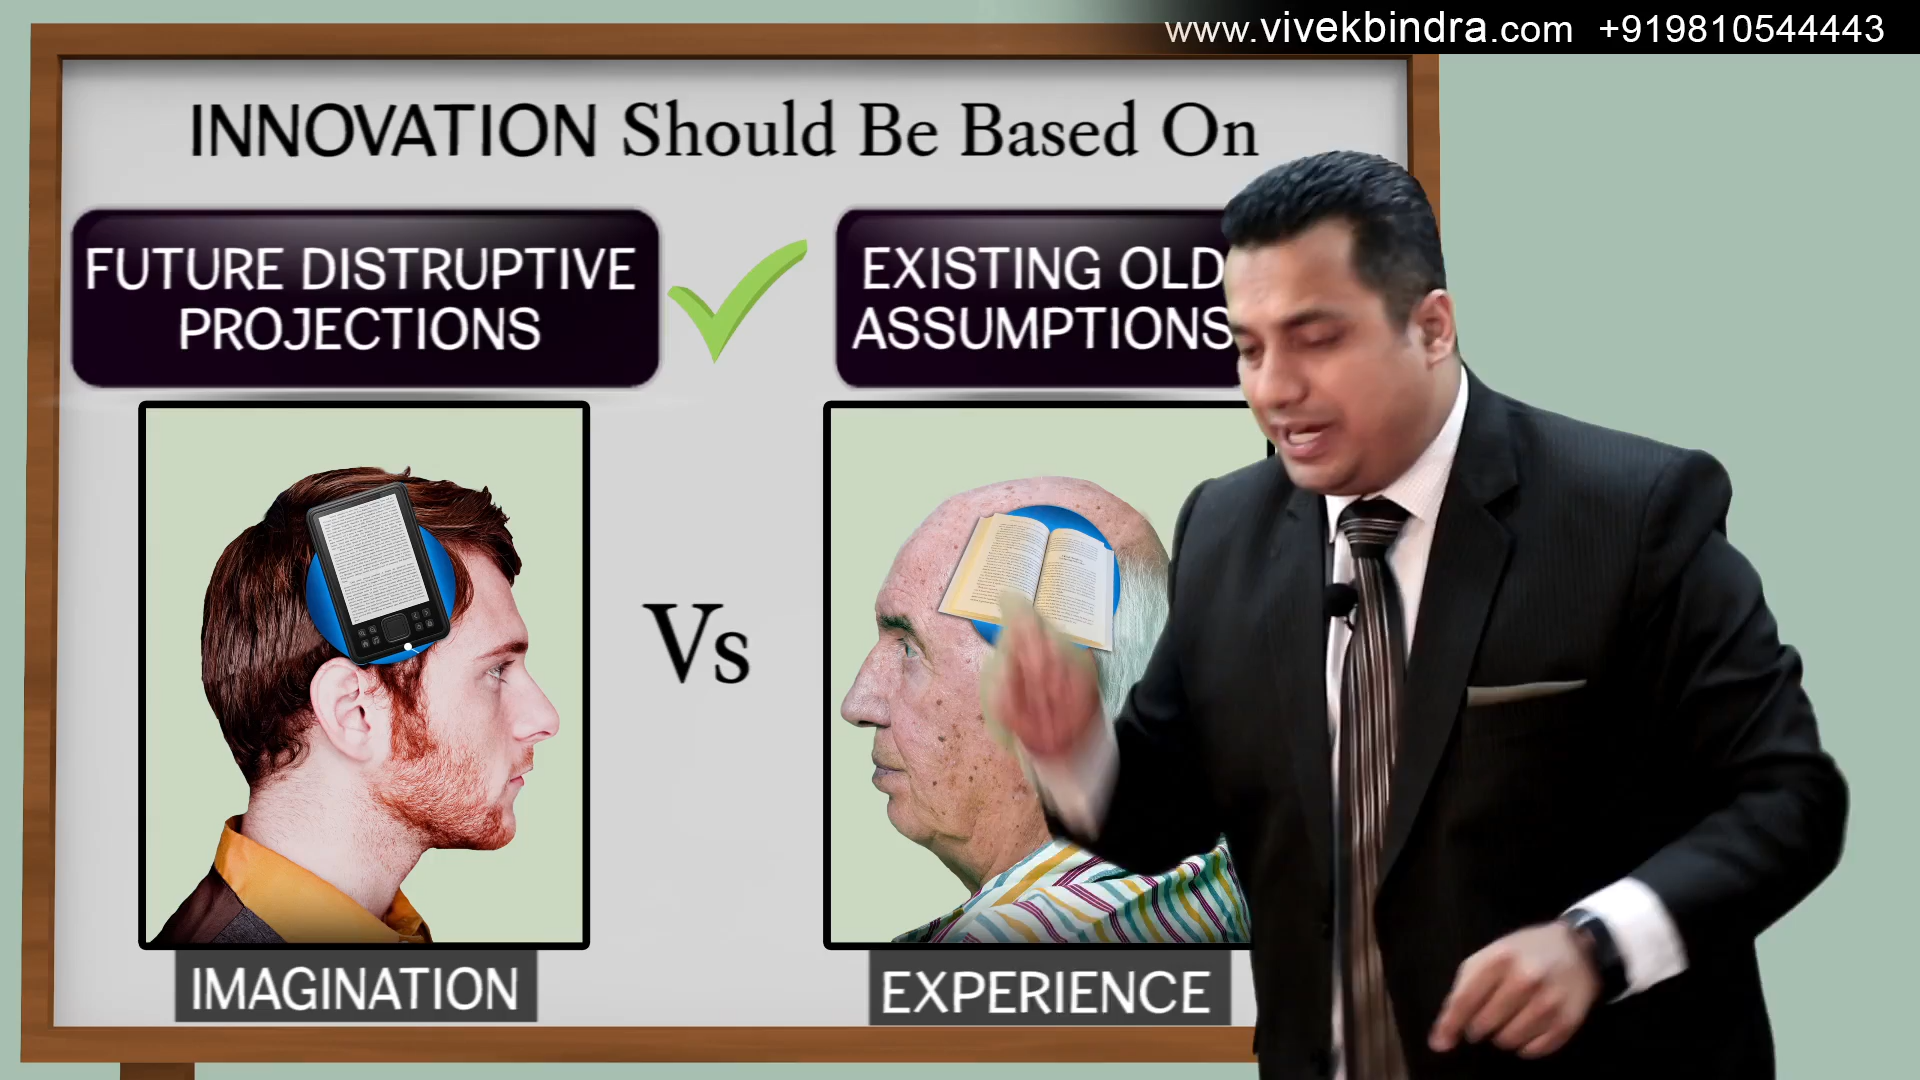 www.vivekbindra.com +919810544443
INNOVATION Should Be Based On
FUTURE DISTRUPTIVE
PROJECTIONS
EXISTING OLD
ASSUMPTIONS
Vs
IMAGINATION
EXPERIENCE